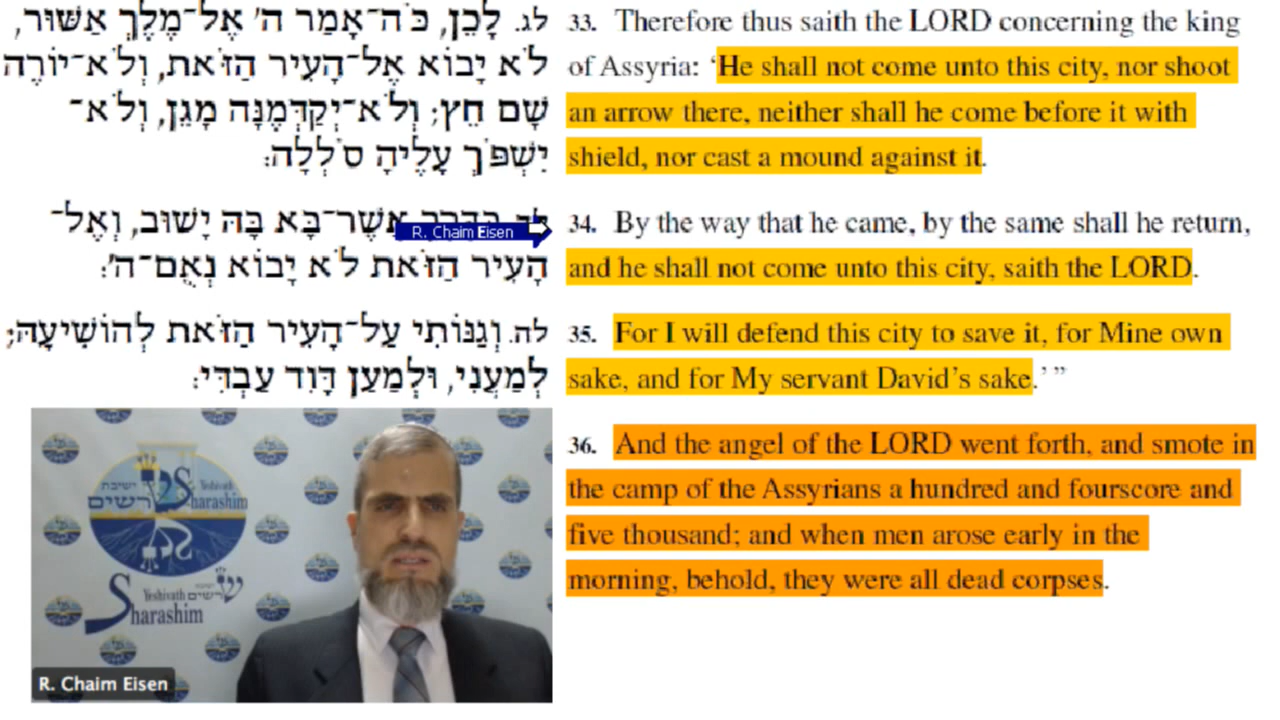 לג. לָכֵן, כֹּה־אָמַר ה' אֶל־מֶלֶךְ אַשּׁוּר,
לֹא יָבוֹא אֶל־הָעִיר הַזֹּאת, וְלֹא־יוֹרֶה
שָׁם חֵץ; וְלֹא־יְקַדְּמֶנָּה מָגֵן, וְלֹא־
יִשְׁפֹּךְ עָלֶיהָ סֹלְלָה:
אֲשֶׁר־בָּא בָּהּ יָשׁוּב, וְאֶל־
הָעִיר הַזֹּאת לֹא יָבוֹא נְאֻם־ה':
לה. וְגַנּוֹתִי עַל־הָעִיר הַזֹּאת לְהוֹשִׁיעָהּ;
לְמַעֲנִי, וּלְמַעַן דָּוִד עַבְדִּי:
R. Chaim Eisen
33. Therefore thus saith the LORD concerning the king
of Assyria: ‘He shall not come unto this city, nor shoot
an arrow there, neither shall he come before it with
shield, nor cast a mound against it.
34. By the way that he came, by the same shall he return,
and he shall not come unto this city, saith the LORD.
35. For I will defend this city to save it, for Mine own
sake, and for My servant David’s sake.’ ”
36. And the angel of the LORD went forth, and smote in
the camp of the Assyrians a hundred and fourscore and
five thousand; and when men arose early in the
morning, behold, they were all dead corpses.
ישיבת
שרשים
Yeshivath
Sharashim
ישיבת
Yeshivath שרשים
Sharashim
R. Chaim Eisen